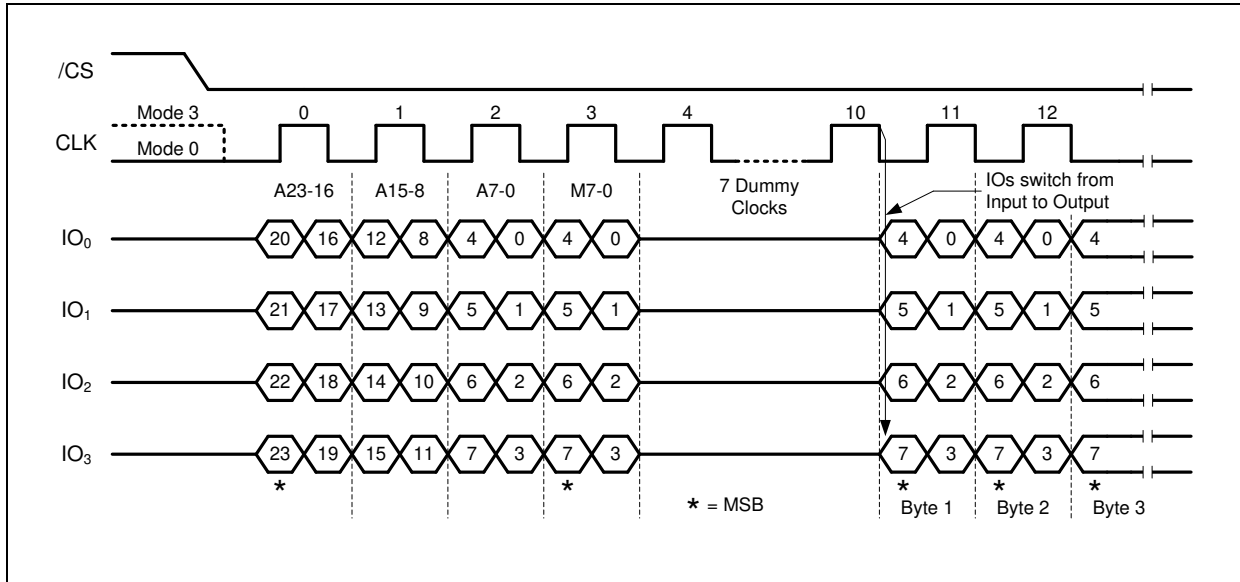 /CS
Mode 3 0 1 2 3 4 10 11 12
CLK
Mode 0
A23-16 A15-8 A7-0 M7-0 7 Dummy
Clocks
IOs switch from
Input to Output
IO0 20 16 12 8 4 0 4 0 4 0 4 0 4
IO1 21 17 13 9 5 1 5 1 5 1 5 1 5
IO2 22 18 14 10 6 2 6 2 6 2 6 2 6
IO3 23 19 15 11 7 3 7 3 7 3 7 3 7
* * * * *
* = MSB Byte 1 Byte 2 Byte 3